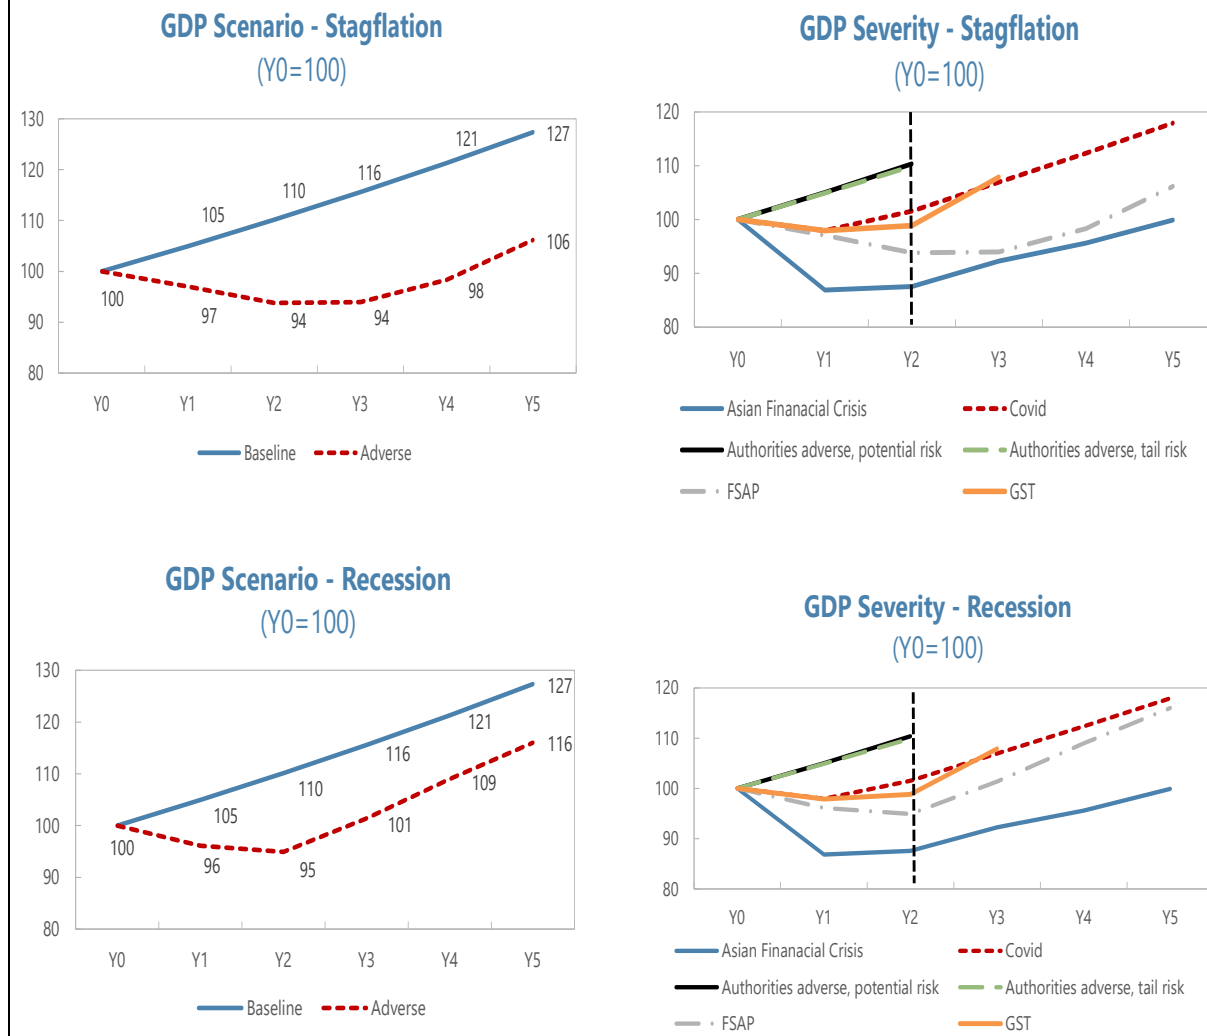 GDP Scenario - Stagflation
(Y0=100)
130
120
110
100
90
80
100
105
110
116
121
127
97
94
94
98
106
Y0 Y1 Y2 Y3 Y4 Y5
Baseline Adverse
GDP Severity - Stagflation
(Y0=100)
120
110
100
90
80
Y0 Y1 Y2 Y3 Y4 Y5
Asian Finanacial Crisis Covid
Authorities adverse, potential risk Authorities adverse, tail risk
FSAP GST
GDP Scenario - Recession
(Y0=100)
130
120
110
100
90
80
100
105
110
116
121
127
96
95
101
109
116
Y0 Y1 Y2 Y3 Y4 Y5
Baseline Adverse
GDP Severity - Recession
(Y0=100)
120
110
100
90
80
Y0 Y1 Y2 Y3 Y4 Y5
Asian Finanacial Crisis Covid
Authorities adverse, potential risk Authorities adverse, tail risk
FSAP GST